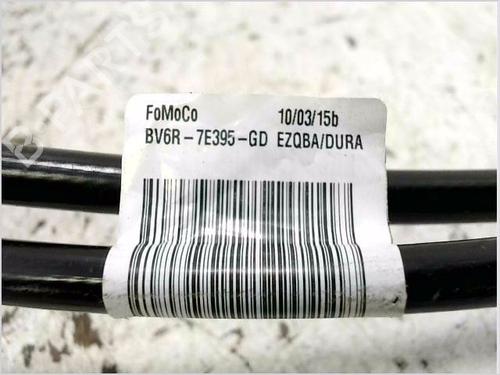 FoMoCo 10/03/15b
BV6R-7E395-GD EZQBA/DURA